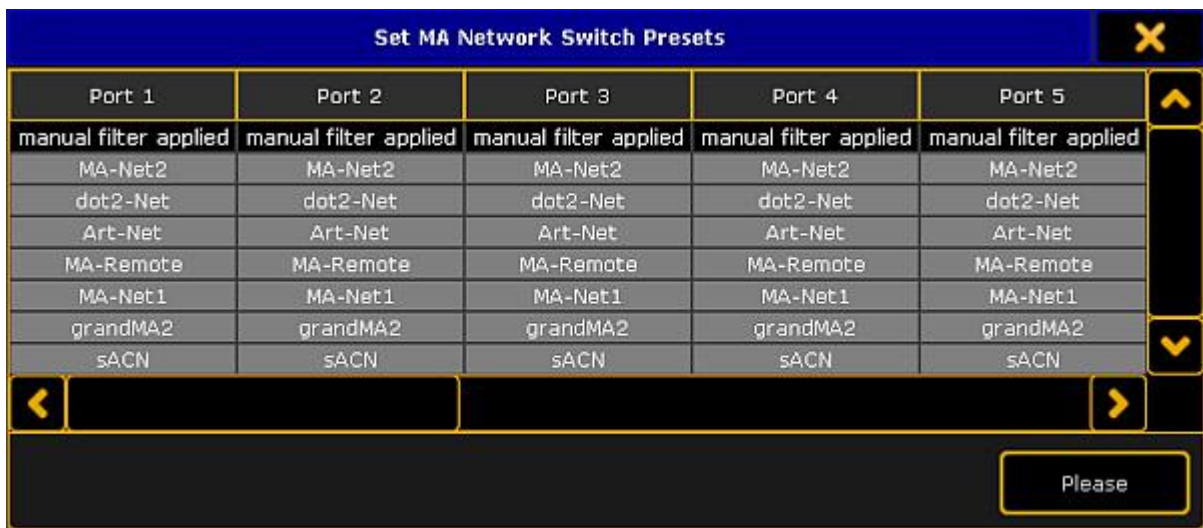 Set MA Network Switch Presets
Port 1 Port 2 Port 3 Port 4 Port 5
manual filter applied manual filter applied manual filter applied manual filter applied manual filter applied
MA-Net2 MA-Net2 MA-Net2 MA-Net2 MA-Net2
dot2-Net dot2-Net dot2-Net dot2-Net dot2-Net
Art-Net Art-Net Art-Net Art-Net Art-Net
MA-Remote MA-Remote MA-Remote MA-Remote MA-Remote
MA-Net1 MA-Net1 MA-Net1 MA-Net1 MA-Net1
grandMA2 grandMA2 grandMA2 grandMA2 grandMA2
sACN sACN sACN sACN sACN
Please